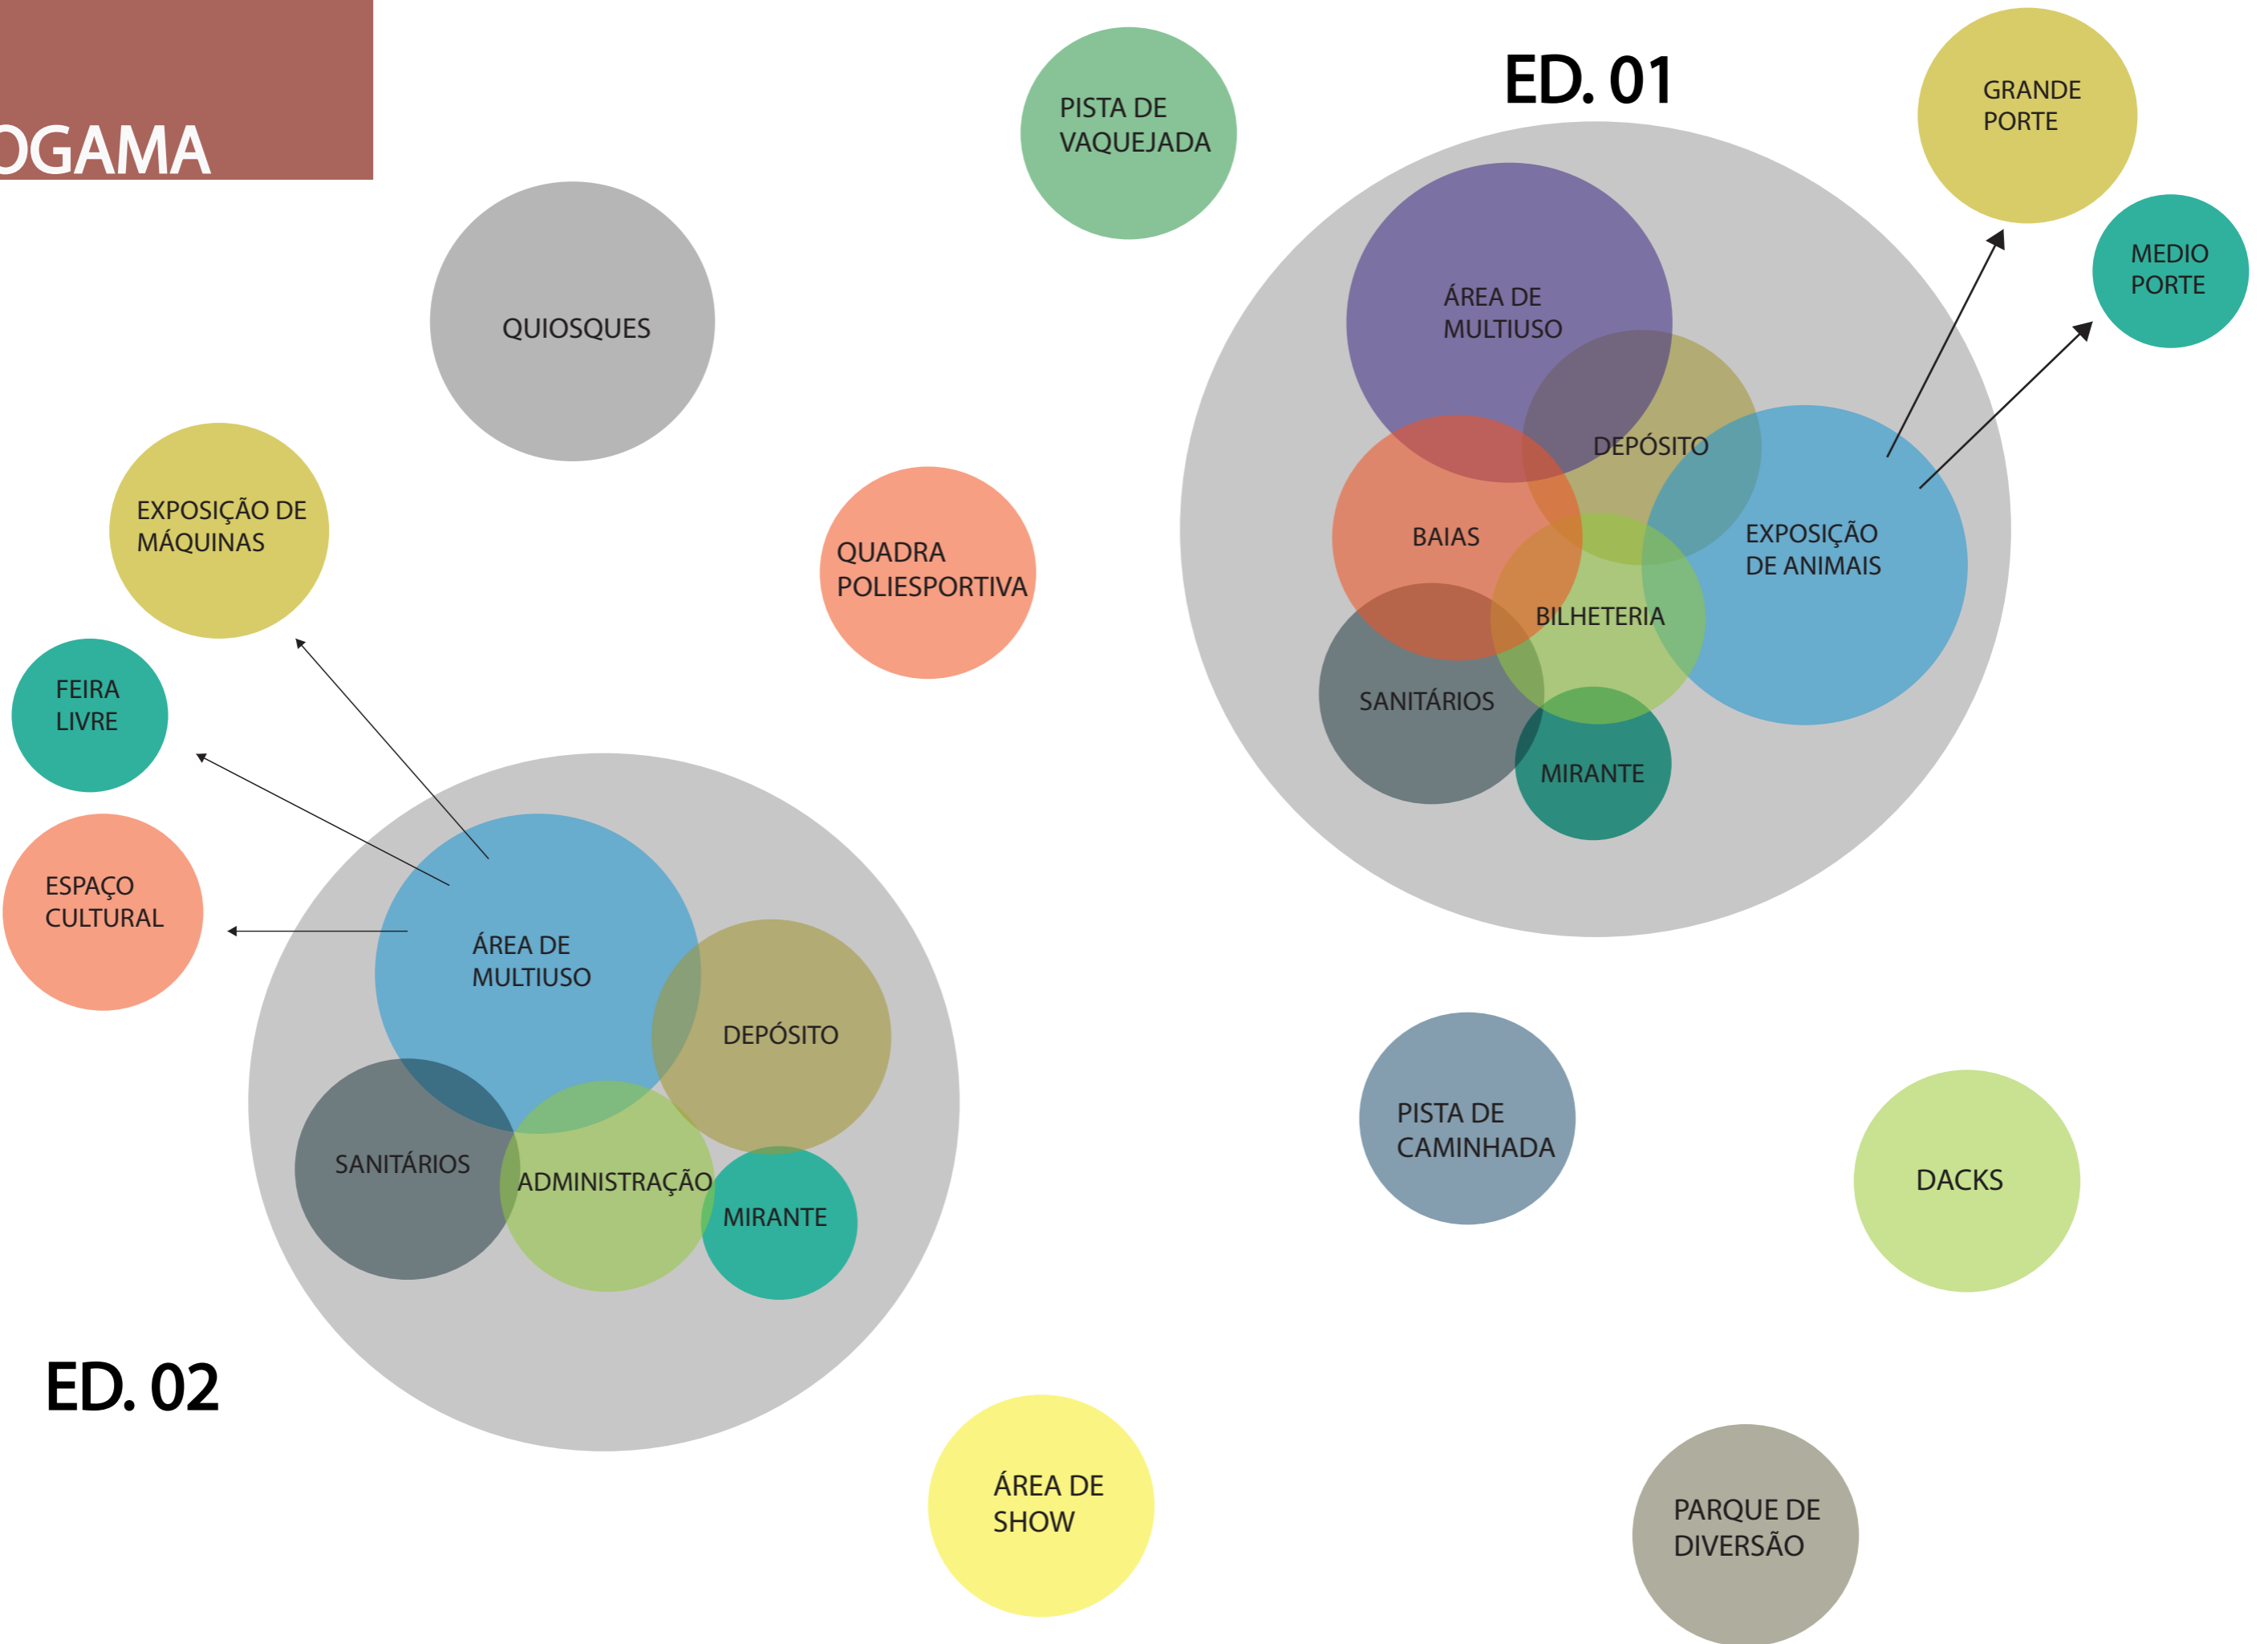 OGAMA
ED. 01
PISTA DE
VAQUEJADA
GRANDE
PORTE
MEDIO
PORTE
QUIOSQUES
ÁREA DE
MULTIUSO
DEPÓSITO
BAIAS
EXPOSIÇÃO
DE ANIMAIS
BILHETERIA
SANITÁRIOS
MIRANTE
EXPOSIÇÃO DE
MÁQUINAS
QUADRA
POLIESPORTIVA
FEIRA
LIVRE
ESPAÇO
CULTURAL
ÁREA DE
MULTIUSO
DEPÓSITO
SANITÁRIOS
ADMINISTRAÇÃO
MIRANTE
ED. 02
PISTA DE
CAMINHADA
DACKS
ÁREA DE
SHOW
PARQUE DE
DIVERSÃO